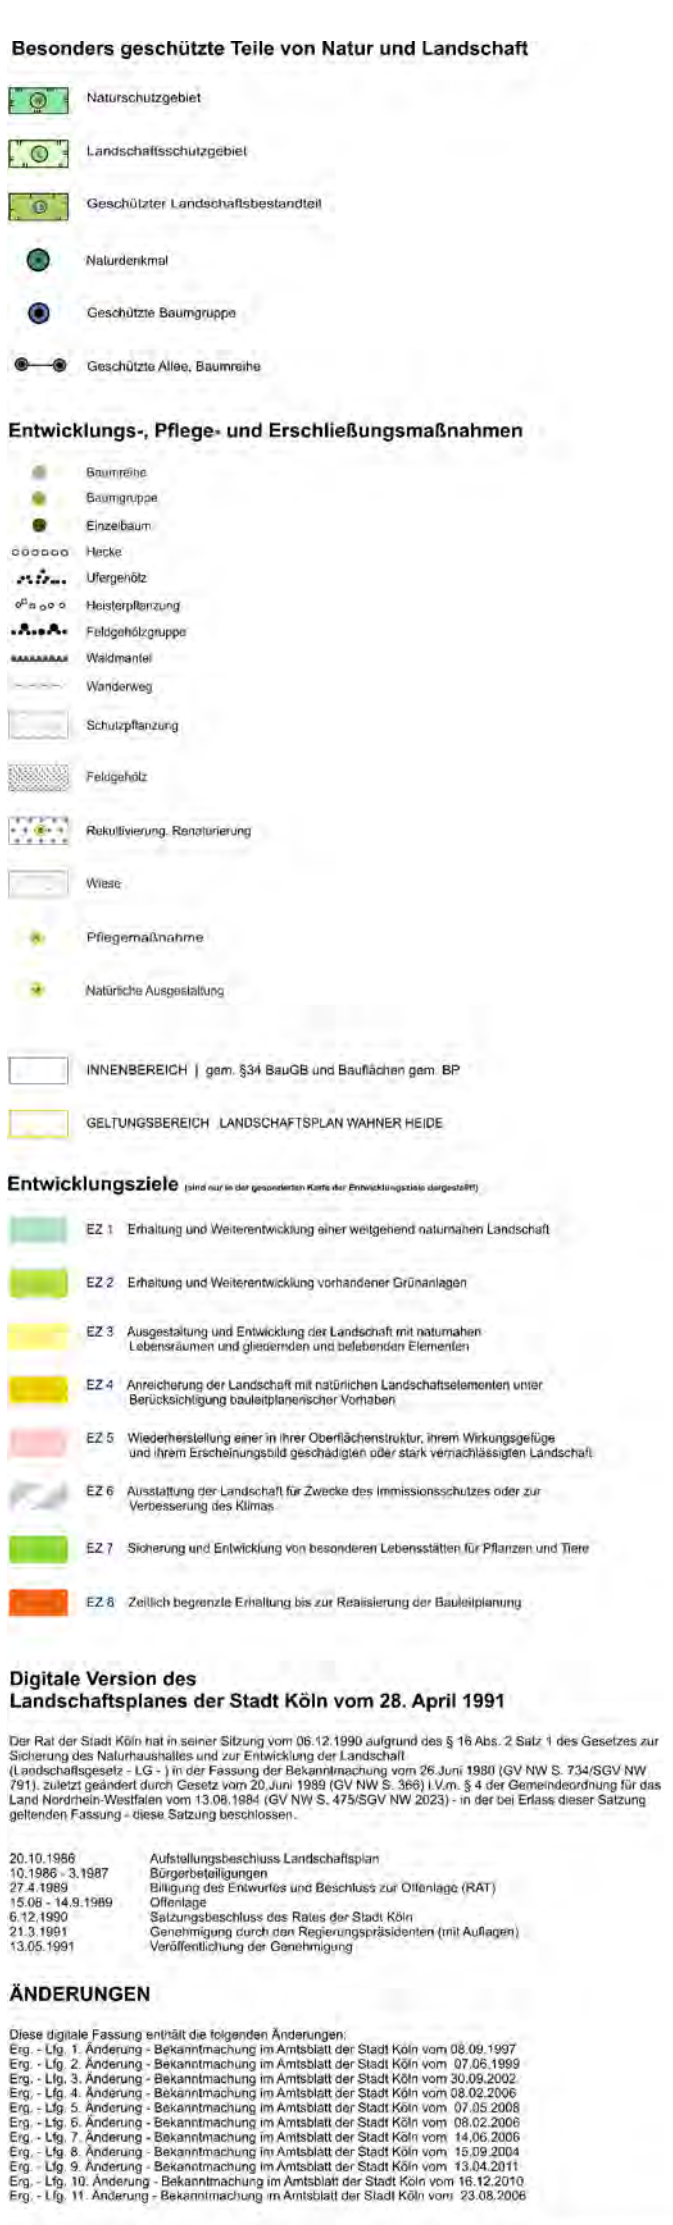 Besonders geschützte Teile von Natur und Landschaft
Naturschutzgebiet
Landschaftsschutzgebiet
Geschützter Landschaftsbestandteil
Naturdenkmal
Geschützte Baumgruppe
Geschützte Allee, Baumreihe
Entwicklungs-, Pflege- und Erschließungsmaßnahmen
Baumreihe
Baumgruppe
Einzelbaum
Hecke
Ufergehölz
Heisterpflanzung
Feldgehölzgruppe
Waldmantel
Wanderweg
Schutzpflanzung
Feldgehölz
Rekultivierung, Renaturierung
Wiese
Pflegemaßnahme
Natürliche Ausgestaltung
INNENBEREICH | gem. §34 BauGB und Bauflächen gem. BP
GELTUNGSBEREICH LANDSCHAFTSPLAN WAHNER HEIDE
Entwicklungsziele (sind nur in der gesonderten Karte der Entwicklungsziele dargestellt!)
EZ 1 Erhaltung und Weiterentwicklung einer weitgehend naturnahen Landschaft
EZ 2 Erhaltung und Weiterentwicklung vorhandener Grünanlagen
EZ 3 Ausgestaltung und Entwicklung der Landschaft mit naturnahen
Lebensräumen und gliedernden und belebenden Elementen
EZ 4 Anreicherung der Landschaft mit natürlichen Landschaftselementen unter
Berücksichtigung bauleitplanerischer Vorhaben
EZ 5 Wiederherstellung einer in ihrer Oberflächenstruktur, ihrem Wirkungsgefüge
und ihrem Erscheinungsbild geschädigten oder stark vernachlässigten Landschaft
EZ 6 Ausstattung der Landschaft für Zwecke des Immissionsschutzes oder zur
Verbesserung des Klimas
EZ 7 Sicherung und Entwicklung von besonderen Lebensstätten für Pflanzen und Tiere
EZ 8 Zeitlich begrenzte Erhaltung bis zur Realisierung der Bauleitplanung
Digitale Version des
Landschaftsplanes der Stadt Köln vom 28. April 1991
Der Rat der Stadt Köln hat in seiner Sitzung vom 06.12.1990 aufgrund des § 16 Abs. 2 Satz 1 des Gesetzes zur
Sicherung des Naturhaushaltes und zur Entwicklung der Landschaft
(Landschaftsgesetz - LG - ) in der Fassung der Bekanntmachung vom 26.Juni 1980 (GV NW S. 734/SGV NW
791), zuletzt geändert durch Gesetz vom 20.Juni 1989 (GV NW S. 366) i.V.m. § 4 der Gemeindeordnung für das
Land Nordrhein-Westfalen vom 13.08.1984 (GV NW S. 475/SGV NW 2023) - in der bei Erlass dieser Satzung
geltenden Fassung - diese Satzung beschlossen.
20.10.1986 Aufstellungsbeschluss Landschaftsplan
10.1986 - 3.1987 Bürgerbeteiligungen
27.4.1989 Billigung des Entwurfes und Beschluss zur Offenlage (RAT)
15.08 - 14.9.1989 Offenlage
6.12.1990 Satzungsbeschluss des Rates der Stadt Köln
21.3.1991 Genehmigung durch den Regierungspräsidenten (mit Auflagen)
13.05.1991 Veröffentlichung der Genehmigung
ÄNDERUNGEN
Diese digitale Fassung enthält die folgenden Änderungen:
Erg. - Lfg. 1. Änderung - Bekanntmachung im Amtsblatt der Stadt Köln vom 08.09.1997
Erg. - Lfg. 2. Änderung - Bekanntmachung im Amtsblatt der Stadt Köln vom 07.06.1999
Erg. - Lfg. 3. Änderung - Bekanntmachung im Amtsblatt der Stadt Köln vom 30.09.2002
Erg. - Lfg. 4. Änderung - Bekanntmachung im Amtsblatt der Stadt Köln vom 08.02.2006
Erg. - Lfg. 5. Änderung - Bekanntmachung im Amtsblatt der Stadt Köln vom 07.05.2008
Erg. - Lfg. 6. Änderung - Bekanntmachung im Amtsblatt der Stadt Köln vom 08.02.2006
Erg. - Lfg. 7. Änderung - Bekanntmachung im Amtsblatt der Stadt Köln vom 14.06.2006
Erg. - Lfg. 8. Änderung - Bekanntmachung im Amtsblatt der Stadt Köln vom 15.09.2004
Erg. - Lfg. 9. Änderung - Bekanntmachung im Amtsblatt der Stadt Köln vom 13.04.2011
Erg. - Lfg. 10. Änderung - Bekanntmachung im Amtsblatt der Stadt Köln vom 16.12.2010
Erg. - Lfg. 11. Änderung - Bekanntmachung im Amtsblatt der Stadt Köln vom 23.08.2006